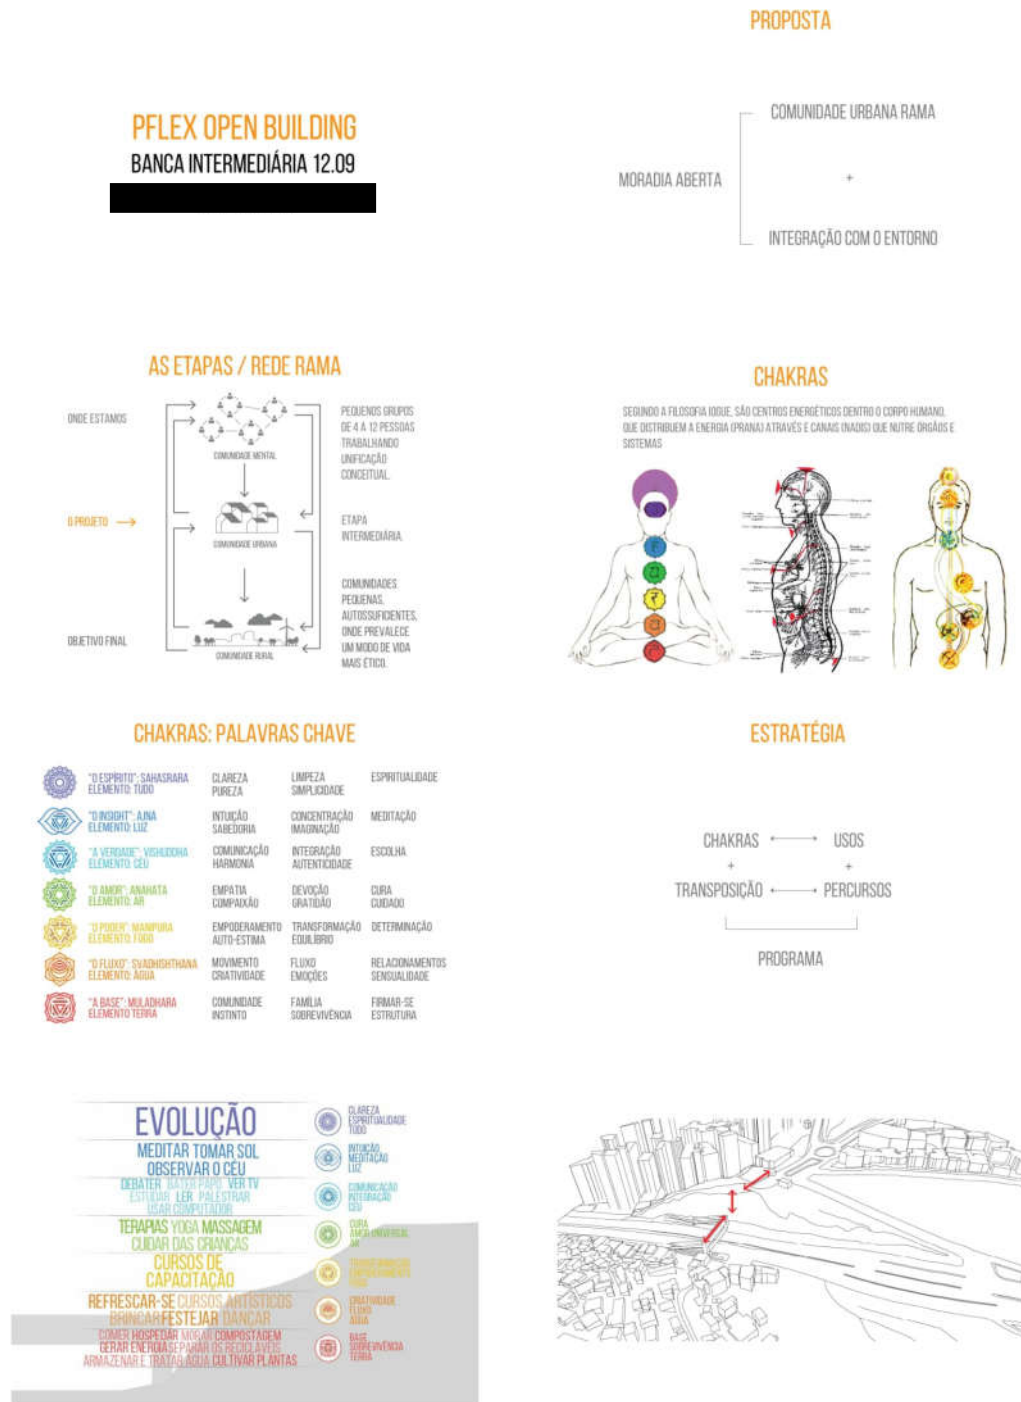 PFLEX OPEN BUILDING
BANCA INTERMEDIÁRIA 12.09
PROPOSTA
MORADIA ABERTA
COMUNIDADE URBANA RAMA
+
INTEGRAÇÃO COM O ENTORNO
AS ETAPAS / REDE RAMA
ONDE ESTAMOS
COMUNIDADE MENTAL
PEQUENOS GRUPOS
DE 4 A 12 PESSOAS
TRABALHANDO
UNIFICAÇÃO
CONCEITUAL.
O PROJETO
COMUNIDADE URBANA
ETAPA
INTERMEDIÁRIA.
OBJETIVO FINAL
COMUNIDADE RURAL
COMUNIDADES
PEQUENAS,
AUTOSSUFICIENTES,
ONDE PREVALECE
UM MODO DE VIDA
MAIS ÉTICO.
CHAKRAS
SEGUNDO A FILOSOFIA IOGUE, SÃO CENTROS ENERGÉTICOS DENTRO O CORPO HUMANO,
QUE DISTRIBUEM A ENERGIA (PRANA) ATRAVÉS E CANAIS (NADIS) QUE NUTRE ÓRGÃOS E
SISTEMAS
CHAKRAS: PALAVRAS CHAVE
"O ESPÍRITO": SAHASRARA
ELEMENTO: TUDO
CLAREZA
PUREZA
LIMPEZA
SIMPLICIDADE
ESPIRITUALIDADE
"O INSIGHT": AJNA
ELEMENTO: LUZ
INTUIÇÃO
SABEDORIA
CONCENTRAÇÃO
IMAGINAÇÃO
MEDITAÇÃO
"A VERDADE": VISHUDDHA
ELEMENTO: CÉU
COMUNICAÇÃO
HARMONIA
INTEGRAÇÃO
AUTENTICIDADE
ESCOLHA
"O AMOR": ANAHATA
ELEMENTO: AR
EMPATIA
COMPAIXÃO
DEVOÇÃO
GRATIDÃO
CURA
CUIDADO
"O PODER": MANIPURA
ELEMENTO: FOGO
EMPODERAMENTO
AUTO-ESTIMA
TRANSFORMAÇÃO
EQUILÍBRIO
DETERMINAÇÃO
"O FLUXO": SVADHISHTHANA
ELEMENTO: ÁGUA
MOVIMENTO
CRIATIVIDADE
FLUXO
EMOÇÕES
RELACIONAMENTOS
SENSUALIDADE
"A BASE": MULADHARA
ELEMENTO TERRA
COMUNIDADE
INSTINTO
FAMÍLIA
SOBREVIVÊNCIA
FIRMAR-SE
ESTRUTURA
ESTRATÉGIA
CHAKRAS USOS
+ +
TRANSPOSIÇÃO PERCURSOS
PROGRAMA
EVOLUÇÃO
CLAREZA
ESPIRITUALIDADE
TUDO
MEDITAR TOMAR SOL
OBSERVAR O CÉU
INTUIÇÃO
MEDITAÇÃO
LUZ
DEBATER BATER PAPO VER TV
ESTUDAR LER PALESTRAR
USAR COMPUTADOR
COMUNICAÇÃO
INTEGRAÇÃO
CÉU
TERAPIAS YOGA MASSAGEM
CUIDAR DAS CRIANÇAS
CURA
AMOR UNIVERSAL
AR
CURSOS DE
CAPACITAÇÃO
TRANSFORMAÇÃO
EMPODERAMENTO
FOGO
REFRESCAR-SE CURSOS ARTÍSTICOS
BRINCAR FESTEJAR DANÇAR
CRIATIVIDADE
FLUXO
ÁGUA
COMER HOSPEDAR MORAR COMPOSTAGEM
GERAR ENERGIA SEPARAR OS RECICLÁVEIS
ARMAZENAR E TRATAR ÁGUA CULTIVAR PLANTAS
BASE
SOBREVIVÊNCIA
TERRA